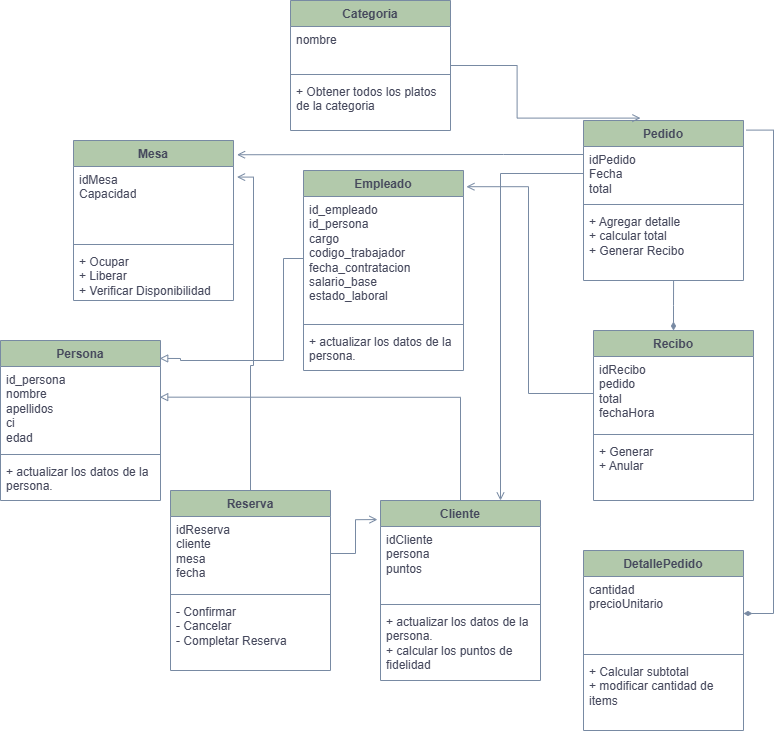 Categoria
nombre
+ Obtener todos los platos
de la categoria
Pedido
idPedido
Fecha
total
+ Agregar detalle
+ calcular total
+ Generar Recibo
Mesa
idMesa
Capacidad
+ Ocupar
+ Liberar
+ Verificar Disponibilidad
Empleado
id_empleado
id_persona
cargo
codigo_trabajador
fecha_contratacion
salario_base
estado_laboral
+ actualizar los datos de la
persona.
Persona
id_persona
nombre
apellidos
ci
edad
+ actualizar los datos de la
persona.
Recibo
idRecibo
pedido
total
fechaHora
+ Generar
+ Anular
Reserva
idReserva
cliente
mesa
fecha
- Confirmar
- Cancelar
- Completar Reserva
Cliente
idCliente
persona
puntos
+ actualizar los datos de la
persona.
+ calcular los puntos de
fidelidad
DetallePedido
cantidad
precioUnitario
+ Calcular subtotal
+ modificar cantidad de
items